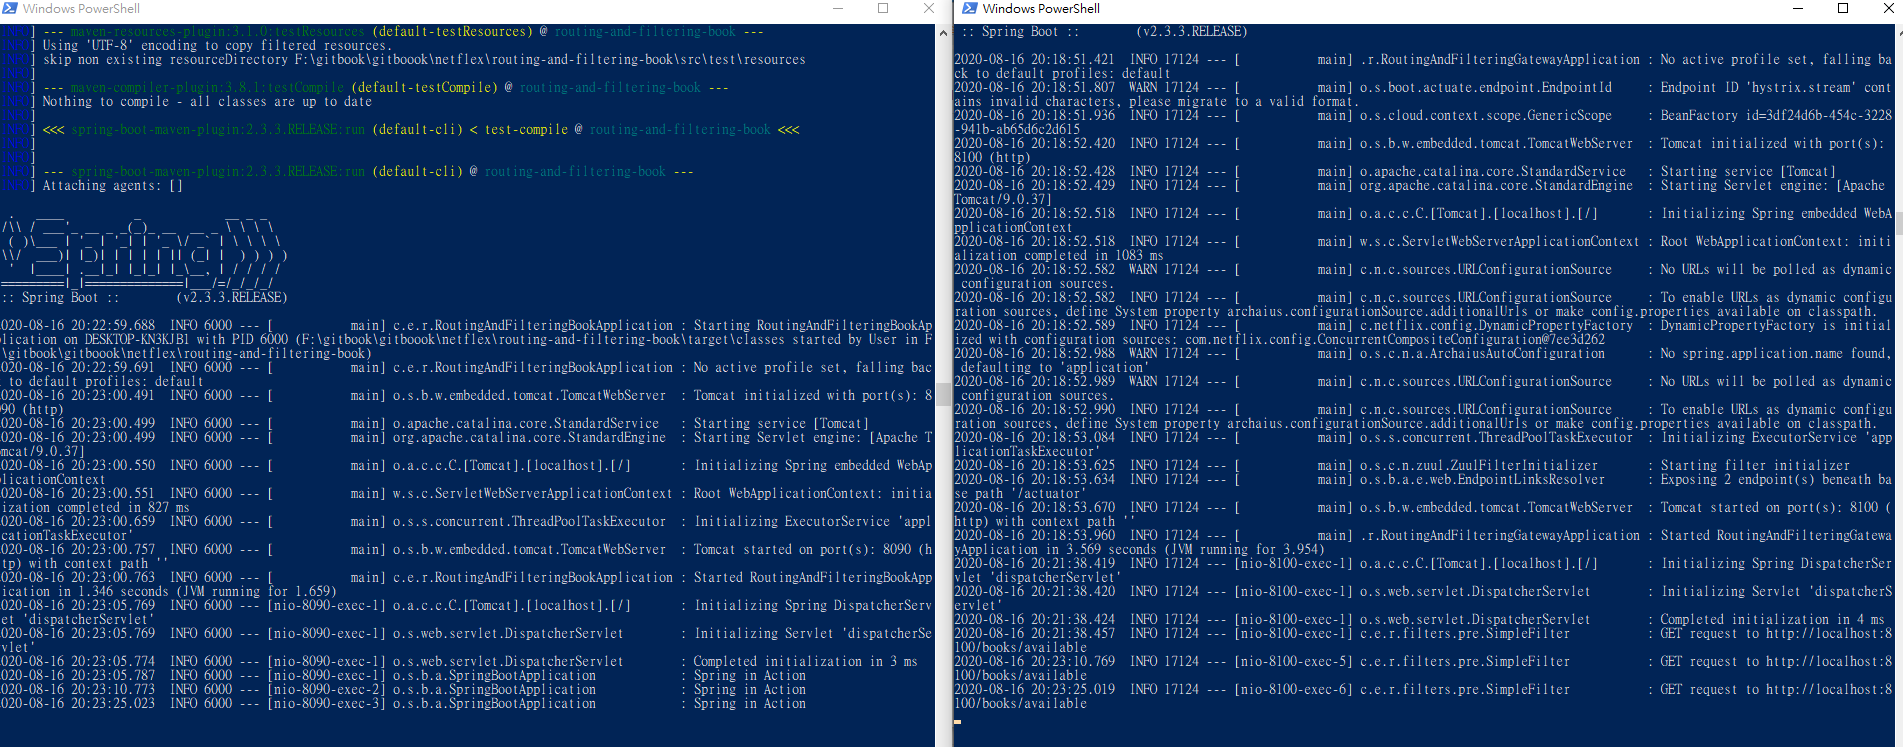 Windows PowerShell
INFO] --- maven-resources-plugin:3.1.0:testResources (default-testResources) @ routing-and-filtering-book ---
INFO] Using 'UTF-8' encoding to copy filtered resources.
INFO] skip non existing resourceDirectory F:\gitbook\gitboook\netflex\routing-and-filtering-book\src\test\resources
INFO]
INFO] --- maven-compiler-plugin:3.8.1:testCompile (default-testCompile) @ routing-and-filtering-book ---
INFO] Nothing to compile - all classes are up to date
INFO]
INFO] <<< spring-boot-maven-plugin:2.3.3.RELEASE:run (default-cli) < test-compile @ routing-and-filtering-book <<<
INFO]
INFO]
INFO] --- spring-boot-maven-plugin:2.3.3.RELEASE:run (default-cli) @ routing-and-filtering-book ---
INFO] Attaching agents: []
:: Spring Boot ::        (v2.3.3.RELEASE)
020-08-16 20:22:59.688  INFO 6000 --- [           main] c.e.r.RoutingAndFilteringBookApplication : Starting RoutingAndFilteringBookAp
plication on DESKTOP-KN3KJB1 with PID 6000 (F:\gitbook\gitboook\netflex\routing-and-filtering-book\target\classes started by User in F
\gitbook\gitboook\netflex\routing-and-filtering-book)
020-08-16 20:22:59.691  INFO 6000 --- [           main] c.e.r.RoutingAndFilteringBookApplication : No active profile set, falling bac
 to default profiles: default
020-08-16 20:23:00.491  INFO 6000 --- [           main] o.s.b.w.embedded.tomcat.TomcatWebServer  : Tomcat initialized with port(s): 8
090 (http)
020-08-16 20:23:00.499  INFO 6000 --- [           main] o.apache.catalina.core.StandardService   : Starting service [Tomcat]
020-08-16 20:23:00.499  INFO 6000 --- [           main] org.apache.catalina.core.StandardEngine  : Starting Servlet engine: [Apache T
omcat/9.0.37]
020-08-16 20:23:00.550  INFO 6000 --- [           main] o.a.c.c.C.[Tomcat].[localhost].[/]       : Initializing Spring embedded WebAp
plicationContext
020-08-16 20:23:00.551  INFO 6000 --- [           main] w.s.c.ServletWebServerApplicationContext : Root WebApplicationContext: initia
lization completed in 827 ms
020-08-16 20:23:00.659  INFO 6000 --- [           main] o.s.s.concurrent.ThreadPoolTaskExecutor  : Initializing ExecutorService 'appl
icationTaskExecutor'
020-08-16 20:23:00.757  INFO 6000 --- [           main] o.s.b.w.embedded.tomcat.TomcatWebServer  : Tomcat started on port(s): 8090 (h
ttp) with context path ''
020-08-16 20:23:00.763  INFO 6000 --- [           main] c.e.r.RoutingAndFilteringBookApplication : Started RoutingAndFilteringBookApp
lication in 1.346 seconds (JVM running for 1.659)
020-08-16 20:23:05.769  INFO 6000 --- [nio-8090-exec-1] o.a.c.c.C.[Tomcat].[localhost].[/]       : Initializing Spring DispatcherServ
let 'dispatcherServlet'
020-08-16 20:23:05.769  INFO 6000 --- [nio-8090-exec-1] o.s.web.servlet.DispatcherServlet        : Initializing Servlet 'dispatcherSe
rvlet'
020-08-16 20:23:05.774  INFO 6000 --- [nio-8090-exec-1] o.s.web.servlet.DispatcherServlet        : Completed initialization in 3 ms
020-08-16 20:23:05.787  INFO 6000 --- [nio-8090-exec-1] o.s.b.a.SpringBootApplication            : Spring in Action
020-08-16 20:23:10.773  INFO 6000 --- [nio-8090-exec-2] o.s.b.a.SpringBootApplication            : Spring in Action
020-08-16 20:23:25.023  INFO 6000 --- [nio-8090-exec-3] o.s.b.a.SpringBootApplication            : Spring in Action
Windows PowerShell
:: Spring Boot ::        (v2.3.3.RELEASE)
2020-08-16 20:18:51.421  INFO 17124 --- [           main] .r.RoutingAndFilteringGatewayApplication : No active profile set, falling ba
ck to default profiles: default
2020-08-16 20:18:51.807  WARN 17124 --- [           main] o.s.boot.actuate.endpoint.EndpointId     : Endpoint ID 'hystrix.stream' cont
ains invalid characters, please migrate to a valid format.
2020-08-16 20:18:51.936  INFO 17124 --- [           main] o.s.cloud.context.scope.GenericScope     : BeanFactory id=3df24d6b-454c-3228
-941b-ab65d6c2d615
2020-08-16 20:18:52.420  INFO 17124 --- [           main] o.s.b.w.embedded.tomcat.TomcatWebServer  : Tomcat initialized with port(s):
8100 (http)
2020-08-16 20:18:52.428  INFO 17124 --- [           main] o.apache.catalina.core.StandardService   : Starting service [Tomcat]
2020-08-16 20:18:52.429  INFO 17124 --- [           main] org.apache.catalina.core.StandardEngine  : Starting Servlet engine: [Apache
Tomcat/9.0.37]
2020-08-16 20:18:52.518  INFO 17124 --- [           main] o.a.c.c.C.[Tomcat].[localhost].[/]       : Initializing Spring embedded WebA
pplicationContext
2020-08-16 20:18:52.518  INFO 17124 --- [           main] w.s.c.ServletWebServerApplicationContext : Root WebApplicationContext: initi
alization completed in 1083 ms
2020-08-16 20:18:52.582  WARN 17124 --- [           main] c.n.c.sources.URLConfigurationSource     : No URLs will be polled as dynamic
 configuration sources.
2020-08-16 20:18:52.582  INFO 17124 --- [           main] c.n.c.sources.URLConfigurationSource     : To enable URLs as dynamic configu
ration sources, define System property archaius.configurationSource.additionalUrls or make config.properties available on classpath.
2020-08-16 20:18:52.589  INFO 17124 --- [           main] c.netflix.config.DynamicPropertyFactory  : DynamicPropertyFactory is initial
ized with configuration sources: com.netflix.config.ConcurrentCompositeConfiguration@7ee3d262
2020-08-16 20:18:52.988  WARN 17124 --- [           main] o.s.c.n.a.ArchaiusAutoConfiguration      : No spring.application.name found,
 defaulting to 'application'
2020-08-16 20:18:52.989  WARN 17124 --- [           main] c.n.c.sources.URLConfigurationSource     : No URLs will be polled as dynamic
 configuration sources.
2020-08-16 20:18:52.990  INFO 17124 --- [           main] c.n.c.sources.URLConfigurationSource     : To enable URLs as dynamic configu
ration sources, define System property archaius.configurationSource.additionalUrls or make config.properties available on classpath.
2020-08-16 20:18:53.084  INFO 17124 --- [           main] o.s.s.concurrent.ThreadPoolTaskExecutor  : Initializing ExecutorService 'app
licationTaskExecutor'
2020-08-16 20:18:53.625  INFO 17124 --- [           main] o.s.c.n.zuul.ZuulFilterInitializer       : Starting filter initializer
2020-08-16 20:18:53.634  INFO 17124 --- [           main] o.s.b.a.e.web.EndpointLinksResolver      : Exposing 2 endpoint(s) beneath ba
se path '/actuator'
2020-08-16 20:18:53.670  INFO 17124 --- [           main] o.s.b.w.embedded.tomcat.TomcatWebServer  : Tomcat started on port(s): 8100 (
http) with context path ''
2020-08-16 20:18:53.960  INFO 17124 --- [           main] .r.RoutingAndFilteringGatewayApplication : Started RoutingAndFilteringGatewa
yApplication in 3.569 seconds (JVM running for 3.954)
2020-08-16 20:21:38.419  INFO 17124 --- [nio-8100-exec-1] o.a.c.c.C.[Tomcat].[localhost].[/]       : Initializing Spring DispatcherSer
vlet 'dispatcherServlet'
2020-08-16 20:21:38.420  INFO 17124 --- [nio-8100-exec-1] o.s.web.servlet.DispatcherServlet        : Initializing Servlet 'dispatcherS
ervlet'
2020-08-16 20:21:38.424  INFO 17124 --- [nio-8100-exec-1] o.s.web.servlet.DispatcherServlet        : Completed initialization in 4 ms
2020-08-16 20:21:38.457  INFO 17124 --- [nio-8100-exec-1] c.e.r.filters.pre.SimpleFilter           : GET request to http://localhost:8
100/books/available
2020-08-16 20:23:10.769  INFO 17124 --- [nio-8100-exec-5] c.e.r.filters.pre.SimpleFilter           : GET request to http://localhost:8
100/books/available
2020-08-16 20:23:25.019  INFO 17124 --- [nio-8100-exec-6] c.e.r.filters.pre.SimpleFilter           : GET request to http://localhost:8
100/books/available